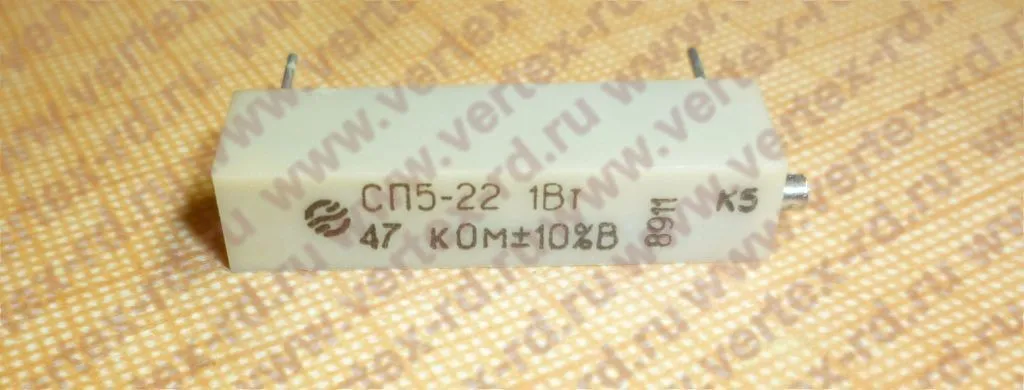 СП5-22 1Вт
47 кОм±10%В
8911
К5
www.vertex-rd.ru